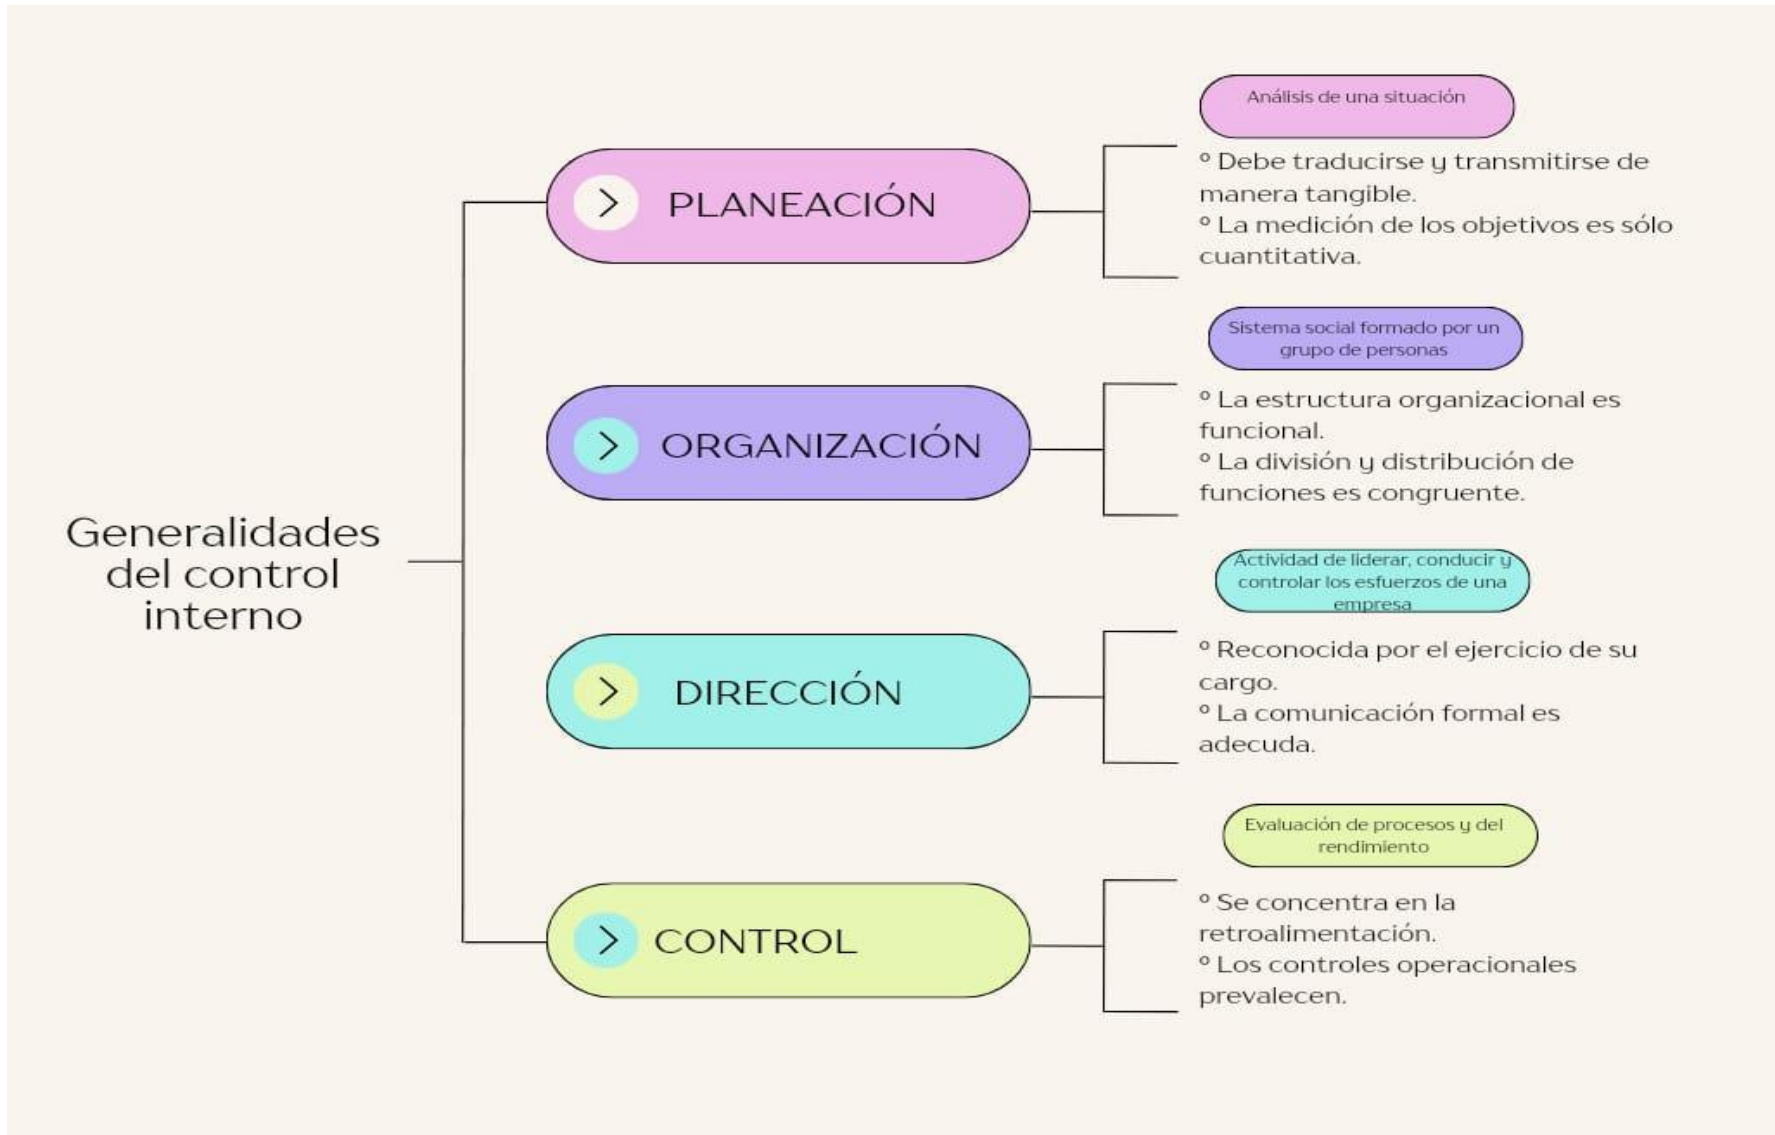 Generalidades
del control
interno
PLANEACIÓN
Análisis de una situación
° Debe traducirse y transmitirse de
manera tangible.
° La medición de los objetivos es sólo
cuantitativa.
ORGANIZACIÓN
Sistema social formado por un
grupo de personas
° La estructura organizacional es
funcional.
° La división y distribución de
funciones es congruente.
DIRECCIÓN
Actividad de liderar, conducir y
controlar los esfuerzos de una
empresa
° Reconocida por el ejercicio de su
cargo.
° La comunicación formal es
adecuda.
CONTROL
Evaluación de procesos y del
rendimiento
° Se concentra en la
retroalimentación.
° Los controles operacionales
prevalecen.